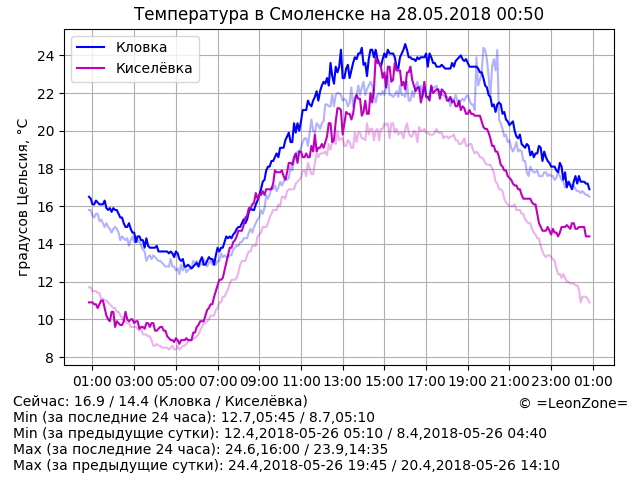 Температура в Смоленске на 28.05.2018 00:50
Кловка
Киселёвка
градусов Цельсия, °C
24
22
20
18
16
14
12
10
8
01:00 03:00 05:00 07:00 09:00 11:00 13:00 15:00 17:00 19:00 21:00 23:00 01:00
Сейчас: 16.9 / 14.4 (Кловка / Киселёвка)
© =LeonZone=
Min (за последние 24 часа): 12.7,05:45 / 8.7,05:10
Min (за предыдущие сутки): 12.4,2018-05-26 05:10 / 8.4,2018-05-26 04:40
Max (за последние 24 часа): 24.6,16:00 / 23.9,14:35
Max (за предыдущие сутки): 24.4,2018-05-26 19:45 / 20.4,2018-05-26 14:10